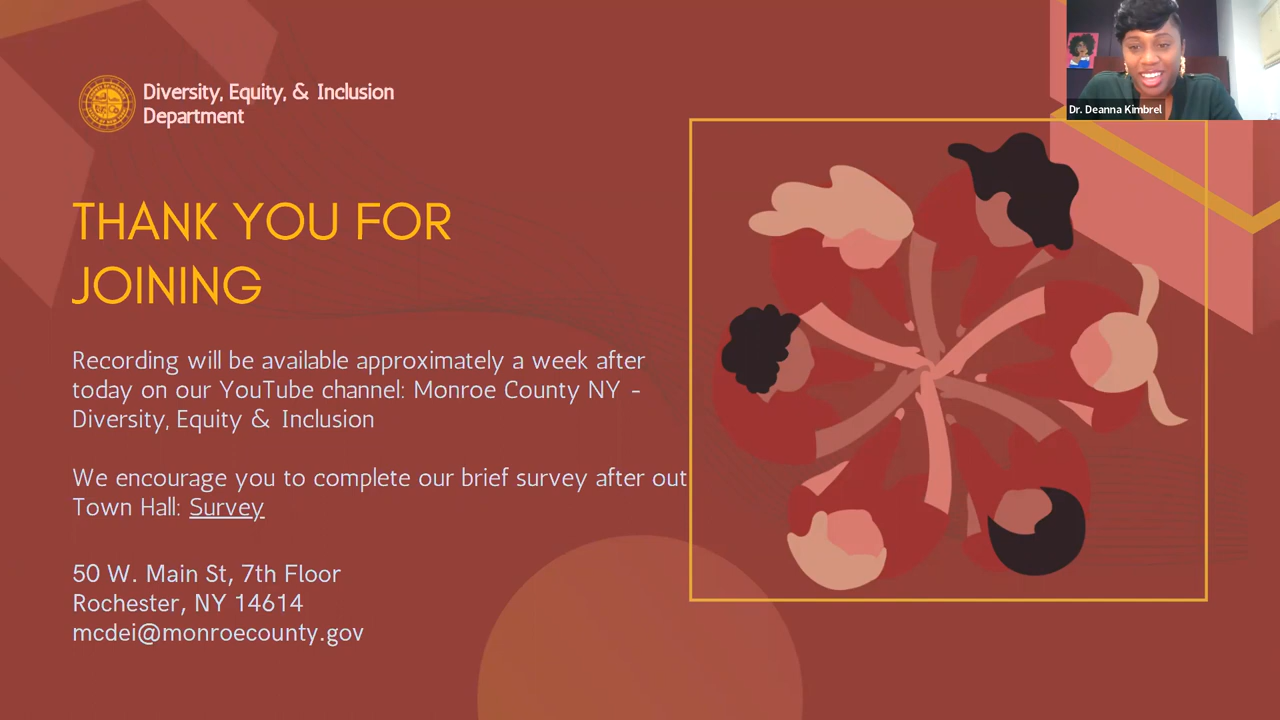 Diversity, Equity, & Inclusion
Department
Dr. Deanna Kimbrel
THANK YOU FOR
JOINING
Recording will be available approximately a week after
today on our YouTube channel: Monroe County NY -
Diversity, Equity & Inclusion
We encourage you to complete our brief survey after out
Town Hall: Survey
50 W. Main St, 7th Floor
Rochester, NY 14614
mcdei@monroecounty.gov